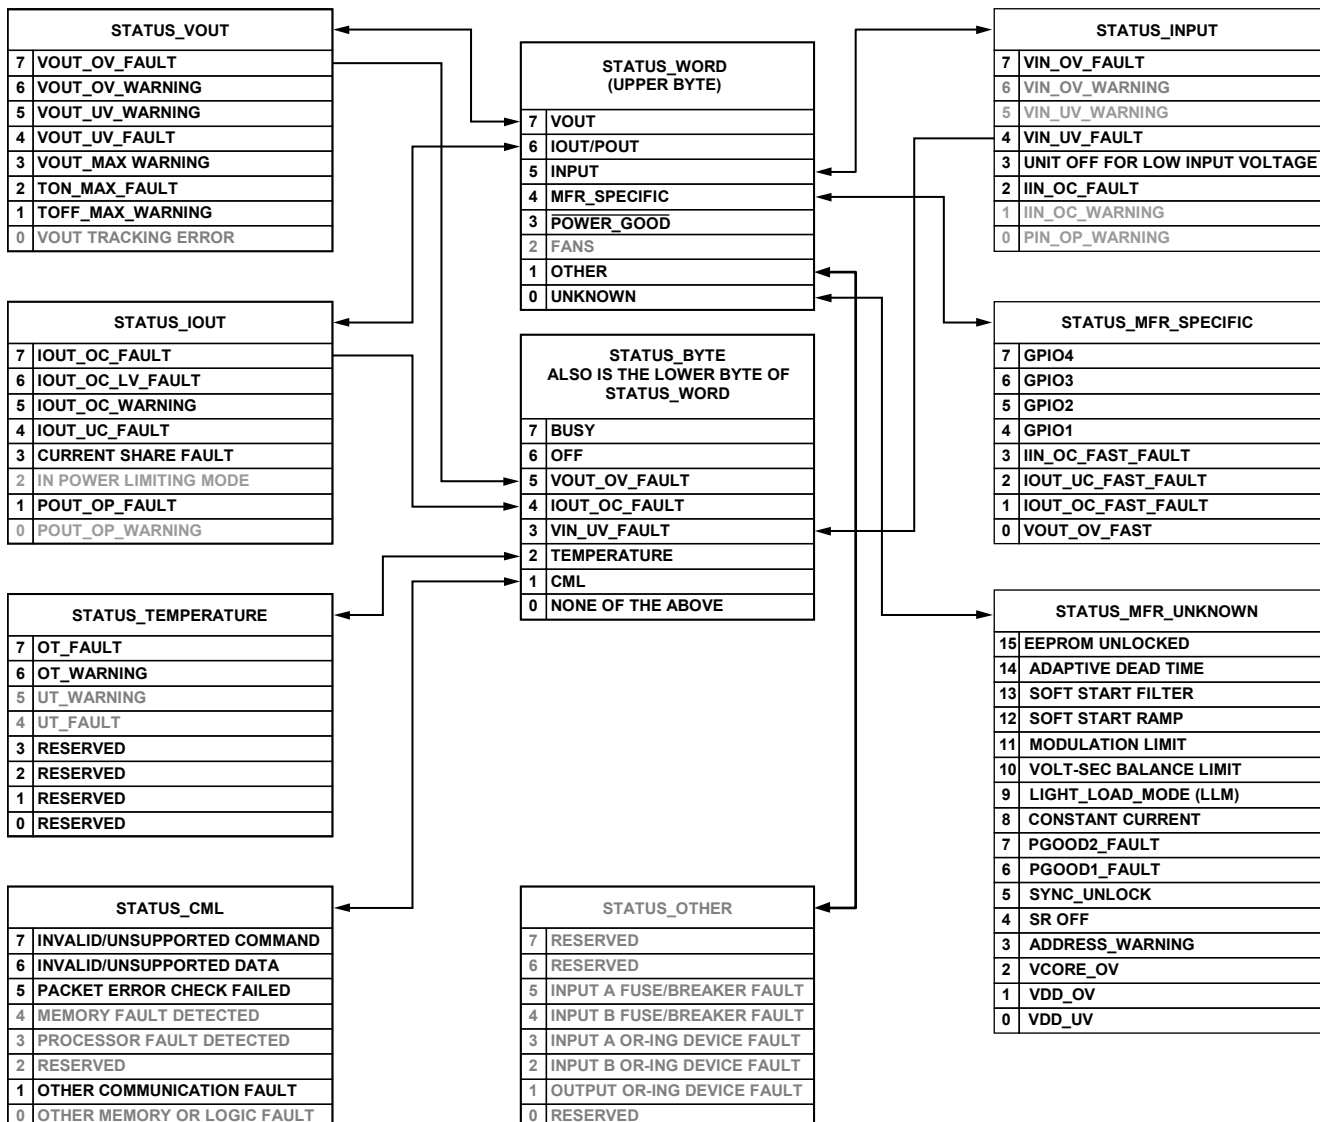 STATUS_VOUT
7 VOUT_OV_FAULT
6 VOUT_OV_WARNING
5 VOUT_UV_WARNING
4 VOUT_UV_FAULT
3 VOUT_MAX WARNING
2 TON_MAX_FAULT
1 TOFF_MAX_WARNING
0 VOUT TRACKING ERROR
STATUS_IOUT
7 IOUT_OC_FAULT
6 IOUT_OC_LV_FAULT
5 IOUT_OC_WARNING
4 IOUT_UC_FAULT
3 CURRENT SHARE FAULT
2 IN POWER LIMITING MODE
1 POUT_OP_FAULT
0 POUT_OP_WARNING
STATUS_TEMPERATURE
7 OT_FAULT
6 OT_WARNING
5 UT_WARNING
4 UT_FAULT
3 RESERVED
2 RESERVED
1 RESERVED
0 RESERVED
STATUS_CML
7 INVALID/UNSUPPORTED COMMAND
6 INVALID/UNSUPPORTED DATA
5 PACKET ERROR CHECK FAILED
4 MEMORY FAULT DETECTED
3 PROCESSOR FAULT DETECTED
2 RESERVED
1 OTHER COMMUNICATION FAULT
0 OTHER MEMORY OR LOGIC FAULT
STATUS_WORD
(UPPER BYTE)
7 VOUT
6 IOUT/POUT
5 INPUT
4 MFR_SPECIFIC
3 POWER_GOOD
2 FANS
1 OTHER
0 UNKNOWN
STATUS_BYTE
ALSO IS THE LOWER BYTE OF
STATUS_WORD
7 BUSY
6 OFF
5 VOUT_OV_FAULT
4 IOUT_OC_FAULT
3 VIN_UV_FAULT
2 TEMPERATURE
1 CML
0 NONE OF THE ABOVE
STATUS_OTHER
7 RESERVED
6 RESERVED
5 INPUT A FUSE/BREAKER FAULT
4 INPUT B FUSE/BREAKER FAULT
3 INPUT A OR-ING DEVICE FAULT
2 INPUT B OR-ING DEVICE FAULT
1 OUTPUT OR-ING DEVICE FAULT
0 RESERVED
STATUS_INPUT
7 VIN_OV_FAULT
6 VIN_OV_WARNING
5 VIN_UV_WARNING
4 VIN_UV_FAULT
3 UNIT OFF FOR LOW INPUT VOLTAGE
2 IIN_OC_FAULT
1 IIN_OC_WARNING
0 PIN_OP_WARNING
STATUS_MFR_SPECIFIC
7 GPIO4
6 GPIO3
5 GPIO2
4 GPIO1
3 IIN_OC_FAST_FAULT
2 IOUT_UC_FAST_FAULT
1 IOUT_OC_FAST_FAULT
0 VOUT_OV_FAST
STATUS_MFR_UNKNOWN
15 EEPROM UNLOCKED
14 ADAPTIVE DEAD TIME
13 SOFT START FILTER
12 SOFT START RAMP
11 MODULATION LIMIT
10 VOLT-SEC BALANCE LIMIT
9 LIGHT_LOAD_MODE (LLM)
8 CONSTANT CURRENT
7 PGOOD2_FAULT
6 PGOOD1_FAULT
5 SYNC_UNLOCK
4 SR OFF
3 ADDRESS_WARNING
2 VCORE_OV
1 VDD_OV
0 VDD_UV